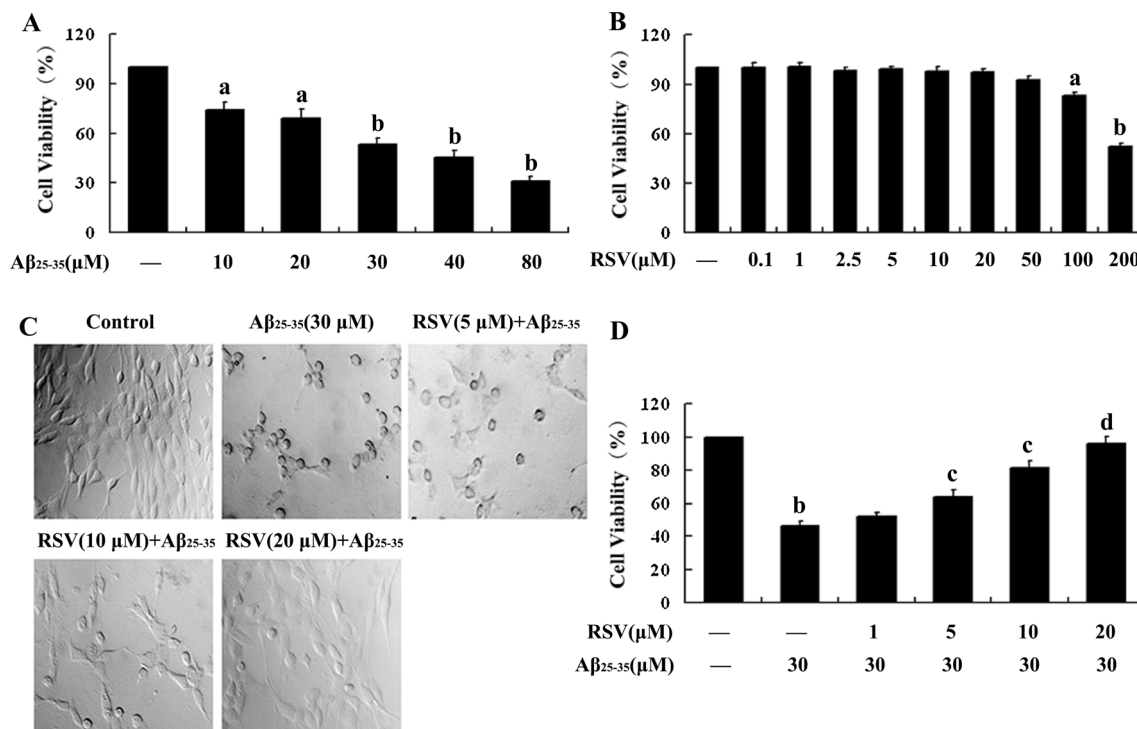 A
Cell Viability (%)
120
90
60
30
0
a
a
b
b
b
Aβ25-35(μM)
— 10 20 30 40 80
B
Cell Viability (%)
120
90
60
30
0
a
b
RSV(μM)
— 0.1 1 2.5 5 10 20 50 100 200
C
Control Aβ25-35(30 μM) RSV(5 μM)+Aβ25-35
RSV(10 μM)+Aβ25-35 RSV(20 μM)+Aβ25-35
D
Cell Viability (%)
120
100
80
60
40
20
0
b
c
c
d
RSV(μM) — — 1 5 10 20
Aβ25-35(μM) — 30 30 30 30 30